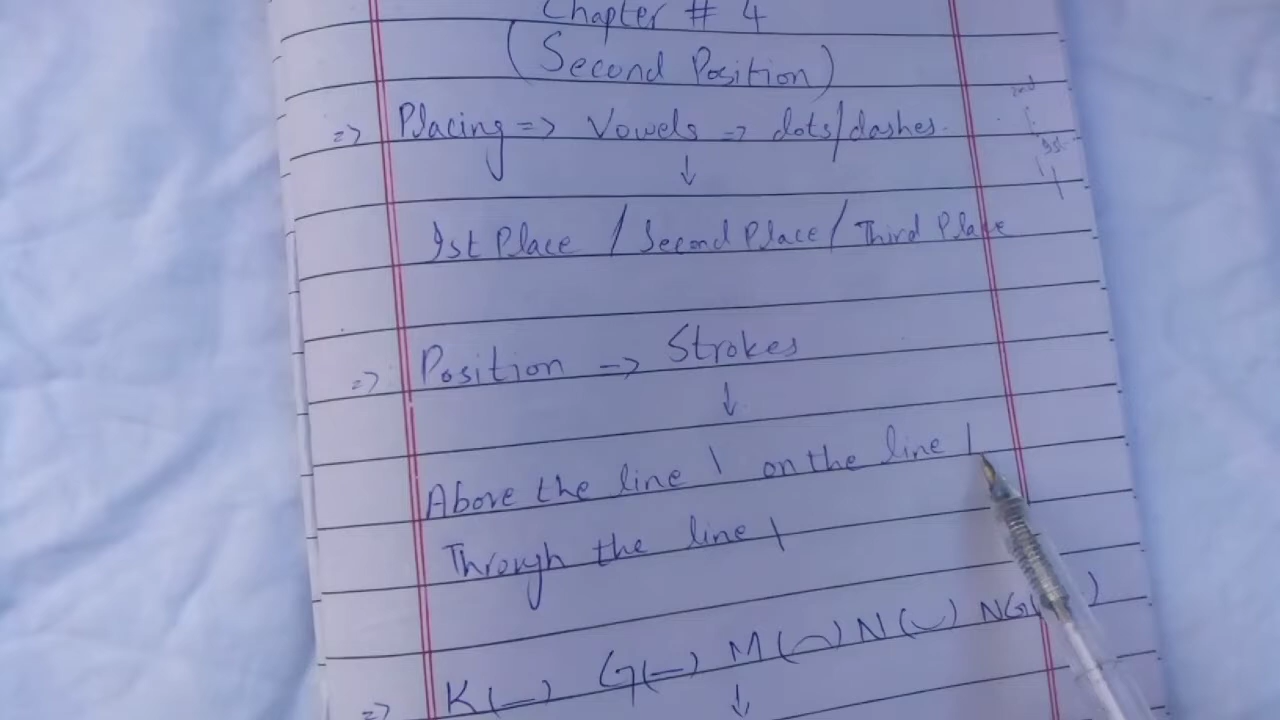 Chapter # 4
(Second Position)
=> Placing => Vowels -> dots/dashes.
↓
1st Place / Second Place / Third Place
=> Position -> Strokes
↓
Above the line \ on the line |
Through the line \
=> K (—) G (—) M (⌒) N (⌣)
↓